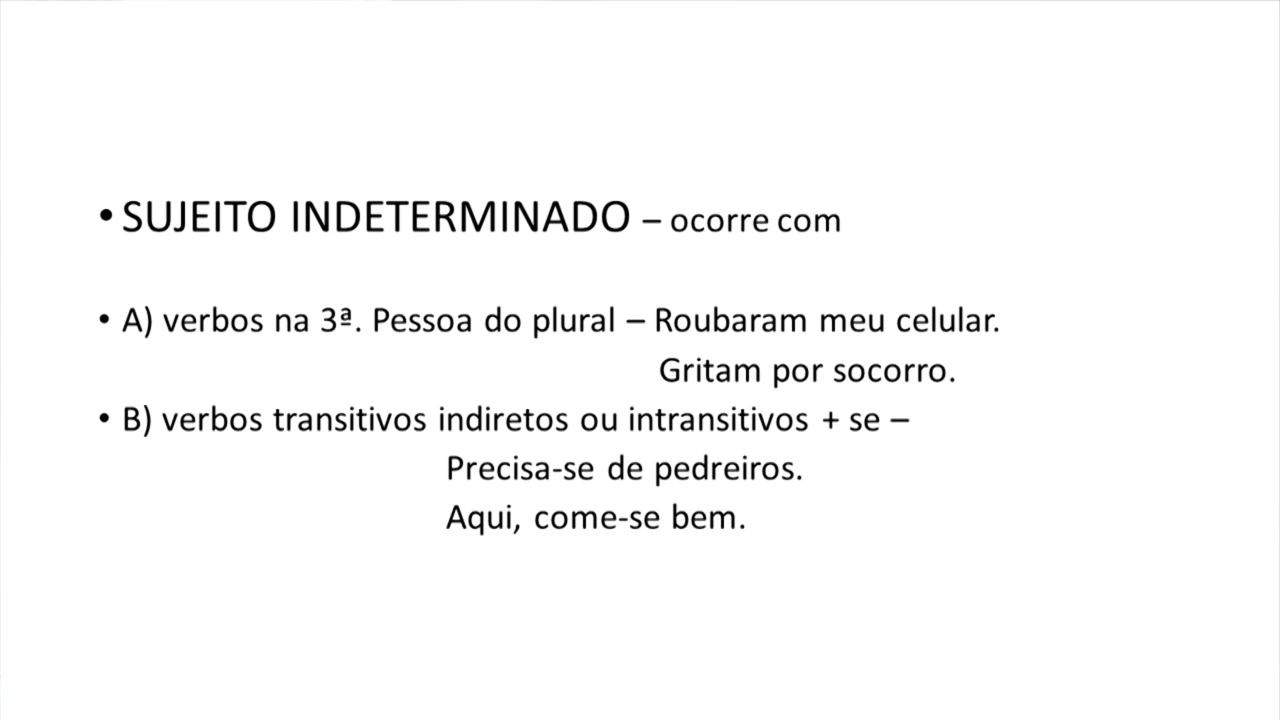 • SUJEITO INDETERMINADO – ocorre com
• A) verbos na 3ª. Pessoa do plural – Roubaram meu celular.
Gritam por socorro.
• B) verbos transitivos indiretos ou intransitivos + se –
Precisa-se de pedreiros.
Aqui, come-se bem.